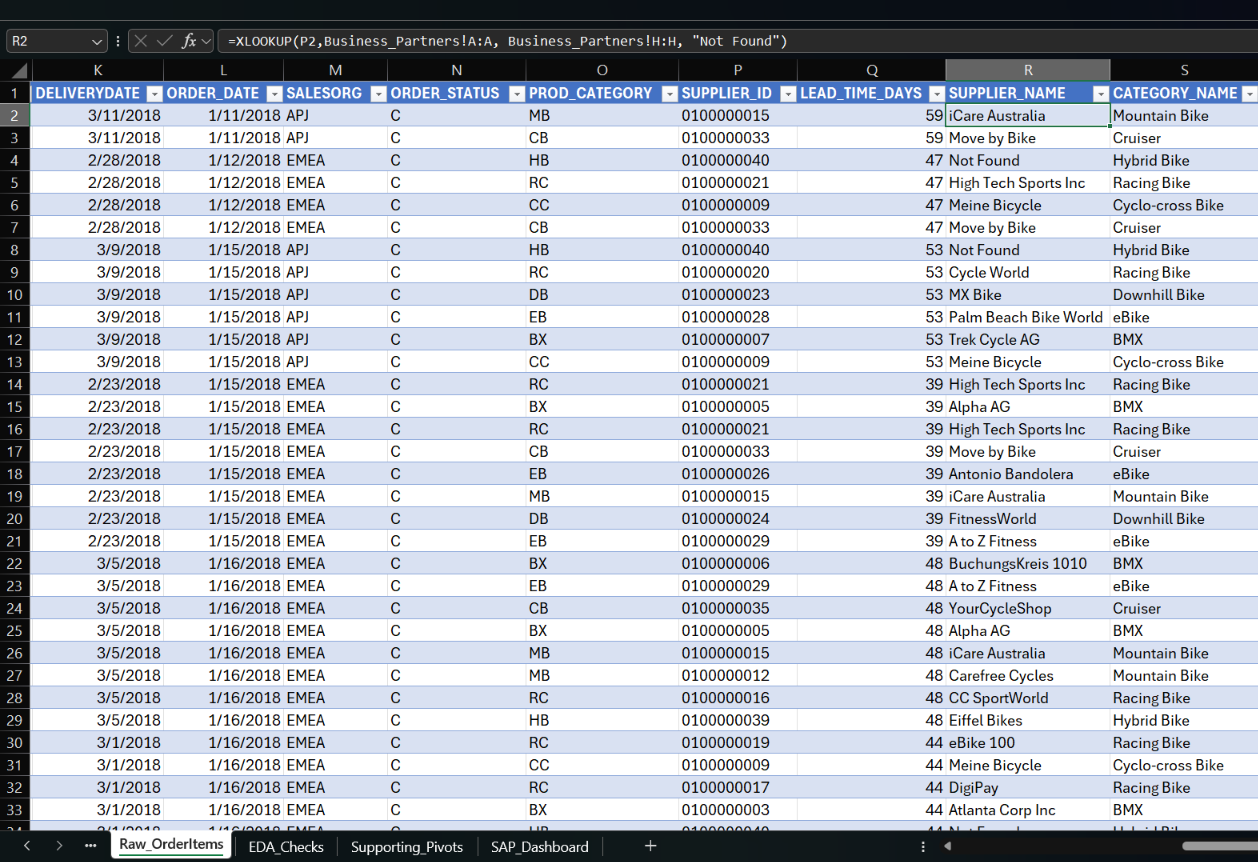 R2 fx =XLOOKUP(P2,Business_Partners!A:A, Business_Partners!H:H, "Not Found")
K L M N O P Q R S
1 DELIVERYDATE ORDER_DATE SALESORG ORDER_STATUS PROD_CATEGORY SUPPLIER_ID LEAD_TIME_DAYS SUPPLIER_NAME CATEGORY_NAME
2 3/11/2018 1/11/2018 APJ C MB 0100000015 59 iCare Australia Mountain Bike
3 3/11/2018 1/11/2018 APJ C CB 0100000033 59 Move by Bike Cruiser
4 2/28/2018 1/12/2018 EMEA C HB 0100000040 47 Not Found Hybrid Bike
5 2/28/2018 1/12/2018 EMEA C RC 0100000021 47 High Tech Sports Inc Racing Bike
6 2/28/2018 1/12/2018 EMEA C CC 0100000009 47 Meine Bicycle Cyclo-cross Bike
7 2/28/2018 1/12/2018 EMEA C CB 0100000033 47 Move by Bike Cruiser
8 3/9/2018 1/15/2018 APJ C HB 0100000040 53 Not Found Hybrid Bike
9 3/9/2018 1/15/2018 APJ C RC 0100000020 53 Cycle World Racing Bike
10 3/9/2018 1/15/2018 APJ C DB 0100000023 53 MX Bike Downhill Bike
11 3/9/2018 1/15/2018 APJ C EB 0100000028 53 Palm Beach Bike World eBike
12 3/9/2018 1/15/2018 APJ C BX 0100000007 53 Trek Cycle AG BMX
13 3/9/2018 1/15/2018 APJ C CC 0100000009 53 Meine Bicycle Cyclo-cross Bike
14 2/23/2018 1/15/2018 EMEA C RC 0100000021 39 High Tech Sports Inc Racing Bike
15 2/23/2018 1/15/2018 EMEA C BX 0100000005 39 Alpha AG BMX
16 2/23/2018 1/15/2018 EMEA C RC 0100000021 39 High Tech Sports Inc Racing Bike
17 2/23/2018 1/15/2018 EMEA C CB 0100000033 39 Move by Bike Cruiser
18 2/23/2018 1/15/2018 EMEA C EB 0100000026 39 Antonio Bandolera eBike
19 2/23/2018 1/15/2018 EMEA C MB 0100000015 39 iCare Australia Mountain Bike
20 2/23/2018 1/15/2018 EMEA C DB 0100000024 39 FitnessWorld Downhill Bike
21 2/23/2018 1/15/2018 EMEA C EB 0100000029 39 A to Z Fitness eBike
22 3/5/2018 1/16/2018 EMEA C BX 0100000006 48 BuchungsKreis 1010 BMX
23 3/5/2018 1/16/2018 EMEA C EB 0100000029 48 A to Z Fitness eBike
24 3/5/2018 1/16/2018 EMEA C CB 0100000035 48 YourCycleShop Cruiser
25 3/5/2018 1/16/2018 EMEA C BX 0100000005 48 Alpha AG BMX
26 3/5/2018 1/16/2018 EMEA C MB 0100000015 48 iCare Australia Mountain Bike
27 3/5/2018 1/16/2018 EMEA C MB 0100000012 48 Carefree Cycles Mountain Bike
28 3/5/2018 1/16/2018 EMEA C RC 0100000016 48 CC SportWorld Racing Bike
29 3/5/2018 1/16/2018 EMEA C HB 0100000039 48 Eiffel Bikes Hybrid Bike
30 3/1/2018 1/16/2018 EMEA C RC 0100000019 44 eBike 100 Racing Bike
31 3/1/2018 1/16/2018 EMEA C CC 0100000009 44 Meine Bicycle Cyclo-cross Bike
32 3/1/2018 1/16/2018 EMEA C RC 0100000017 44 DigiPay Racing Bike
33 3/1/2018 1/16/2018 EMEA C BX 0100000003 44 Atlanta Corp Inc BMX
Raw_OrderItems EDA_Checks Supporting_Pivots SAP_Dashboard